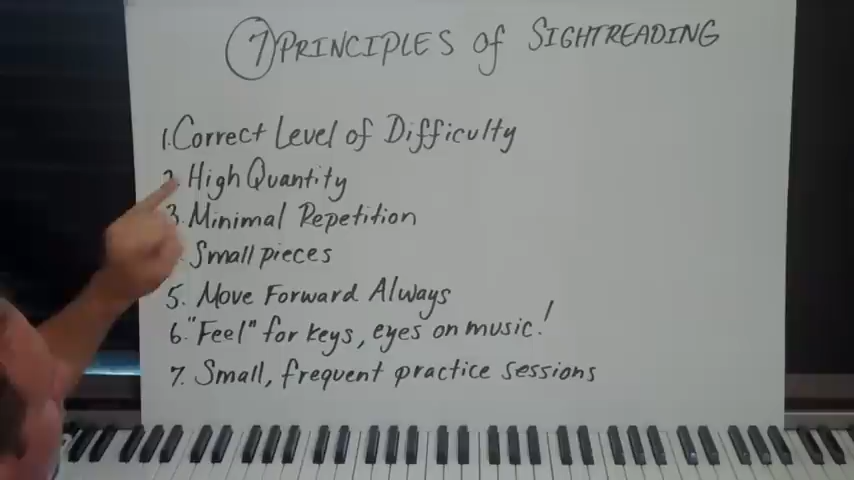 7 PRINCIPLES of SIGHTREADING
1. Correct Level of Difficulty
2. High Quantity
3. Minimal Repetition
Small pieces
5. Move Forward Always
6. "Feel" for keys, eyes on music!
7. Small, frequent practice sessions